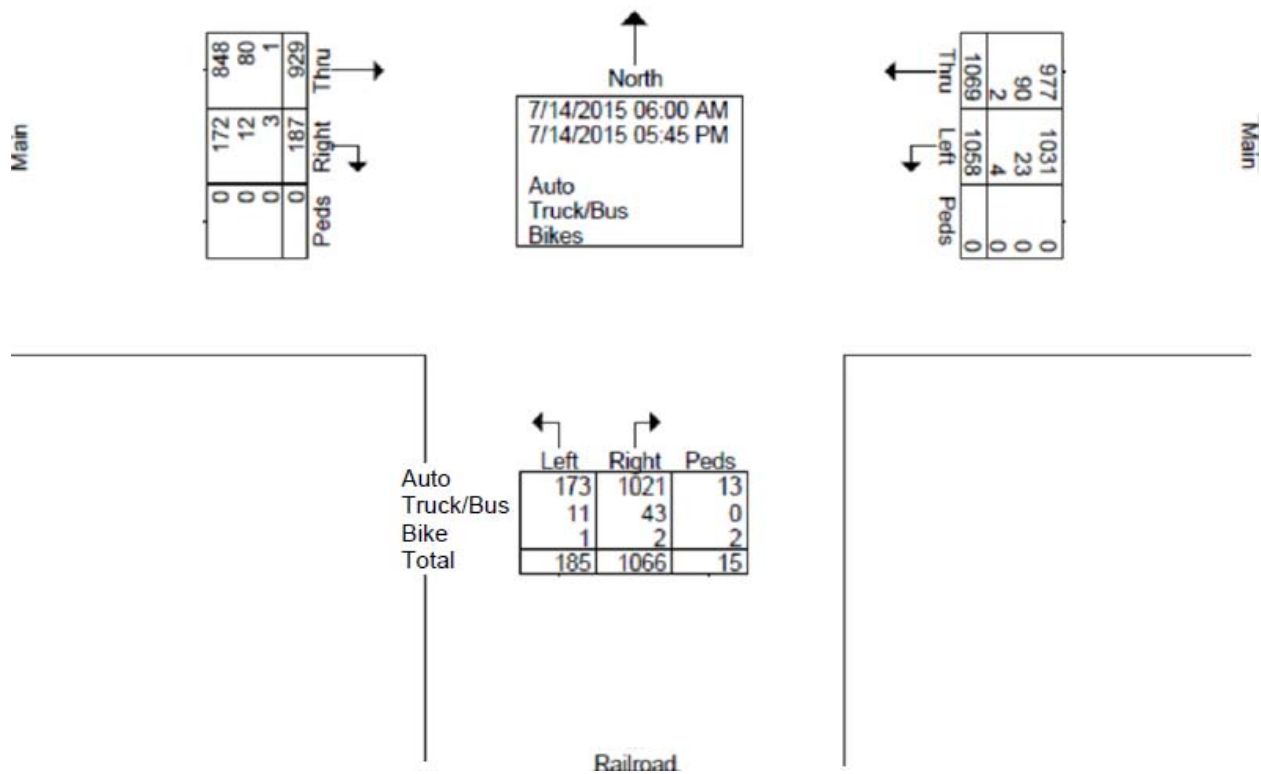 Main
0 172 848
0 12 80
0 3 1
0 187 929
Peds Right Thru
North
7/14/2015 06:00 AM
7/14/2015 05:45 PM
Auto
Truck/Bus
Bikes
977 1031 0
90 23 0
2 4 0
1069 1058 0
Thru Left Peds
Main
Left Right Peds
Auto 173 1021 13
Truck/Bus 11 43 0
Bike 1 2 2
Total 185 1066 15
Railroad